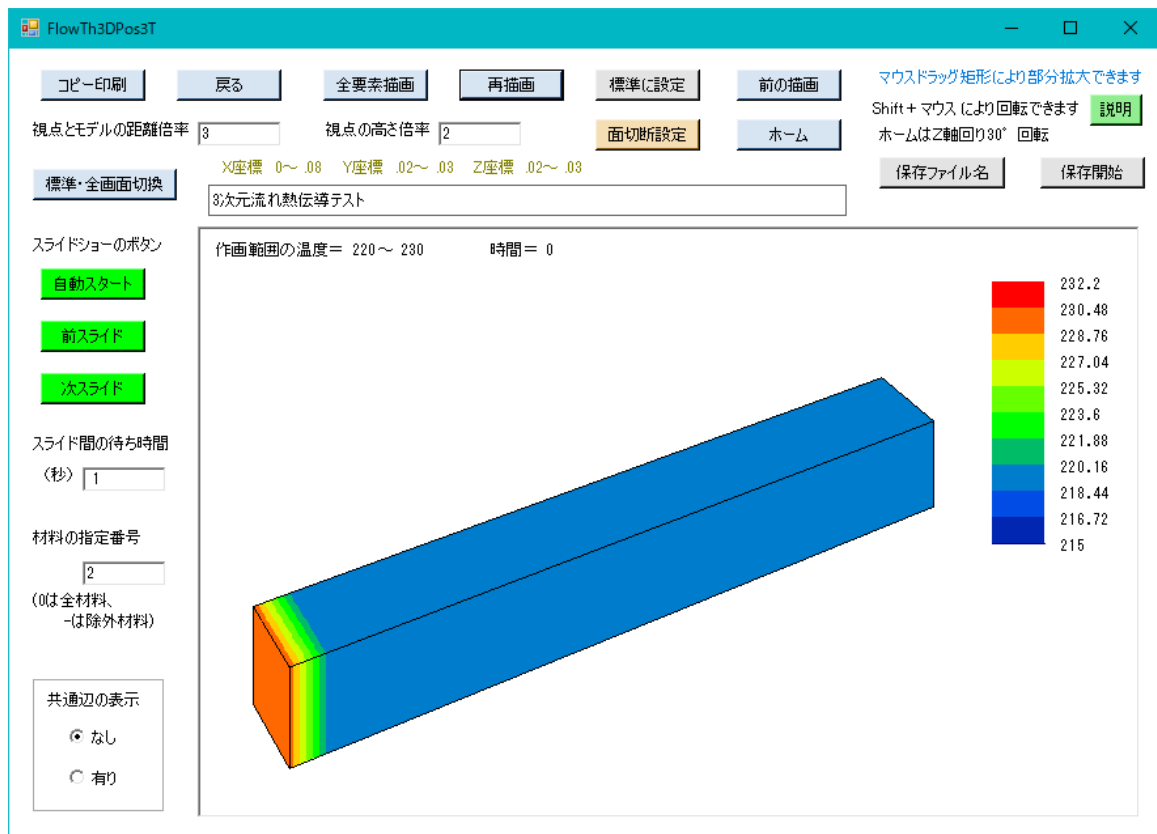 FlowTh3DPos3T
コピー印刷 戻る 全要素描画 再描画 標準に設定 前の描画
マウスドラッグ矩形により部分拡大できます
Shift+マウス により回転できます 説明
視点とモデルの距離倍率 3 視点の高さ倍率 2 面切断設定 ホーム
ホームはZ軸回り30°回転
X座標 0～ .08 Y座標 .02～ .03 Z座標 .02～ .03
標準・全画面切換 保存ファイル名 保存開始
3次元流れ熱伝導テスト
スライドショーのボタン
自動スタート
前スライド
次スライド
スライド間の待ち時間
(秒) 1
材料の指定番号
2
(0は全材料、
-は除外材料)
共通辺の表示
なし
有り
作画範囲の温度＝ 220～ 230 時間＝ 0
232.2
230.48
228.76
227.04
225.32
223.6
221.88
220.16
218.44
216.72
215